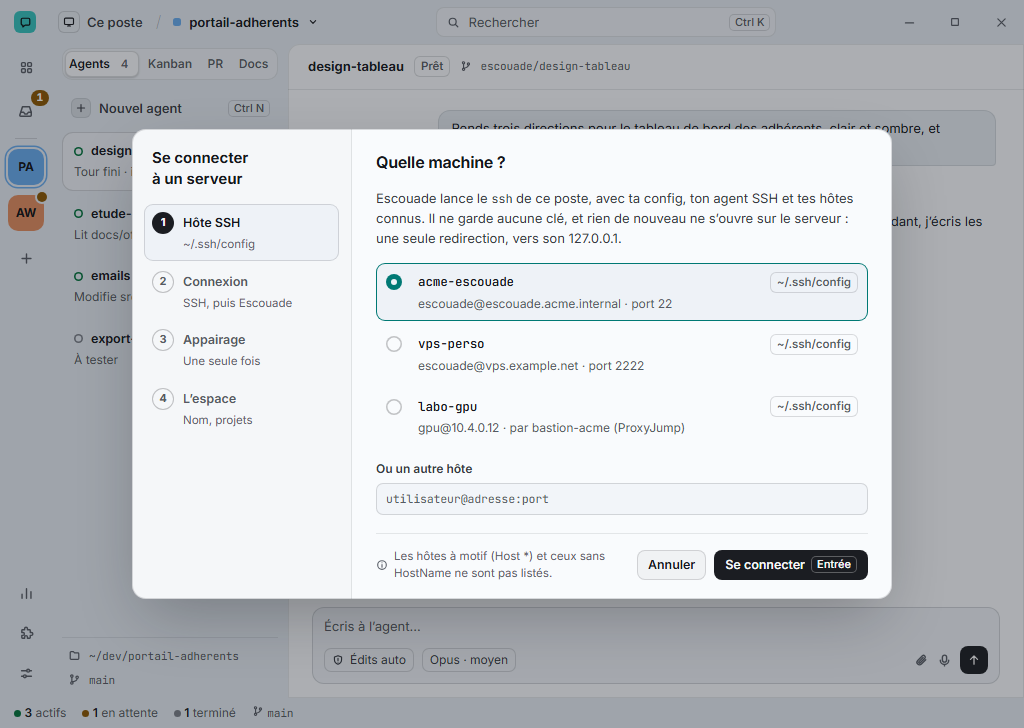 Ce poste / portail-adherents
Rechercher Ctrl K
Agents 4 Kanban PR Docs
design-tableau Prêt escouade/design-tableau
1
Nouvel agent Ctrl N
PA
AW
design
Tour fini ·
etude-
Lit docs/of
emails
Modifie sr
export-
À tester
Rends trois directions pour le tableau de bord des adhérents, clair et sombre, et
dant, j’écris les
Se connecter
à un serveur
1 Hôte SSH
~/.ssh/config
2 Connexion
SSH, puis Escouade
3 Appairage
Une seule fois
4 L’espace
Nom, projets
Quelle machine ?
Escouade lance le ssh de ce poste, avec ta config, ton agent SSH et tes hôtes
connus. Il ne garde aucune clé, et rien de nouveau ne s’ouvre sur le serveur :
une seule redirection, vers son 127.0.0.1.
acme-escouade ~/.ssh/config
escouade@escouade.acme.internal · port 22
vps-perso ~/.ssh/config
escouade@vps.example.net · port 2222
labo-gpu ~/.ssh/config
gpu@10.4.0.12 · par bastion-acme (ProxyJump)
Ou un autre hôte
utilisateur@adresse:port
Les hôtes à motif (Host *) et ceux sans
HostName ne sont pas listés.
Annuler
Se connecter Entrée
Écris à l’agent…
Édits auto
Opus · moyen
~/dev/portail-adherents
main
3 actifs 1 en attente 1 terminé main